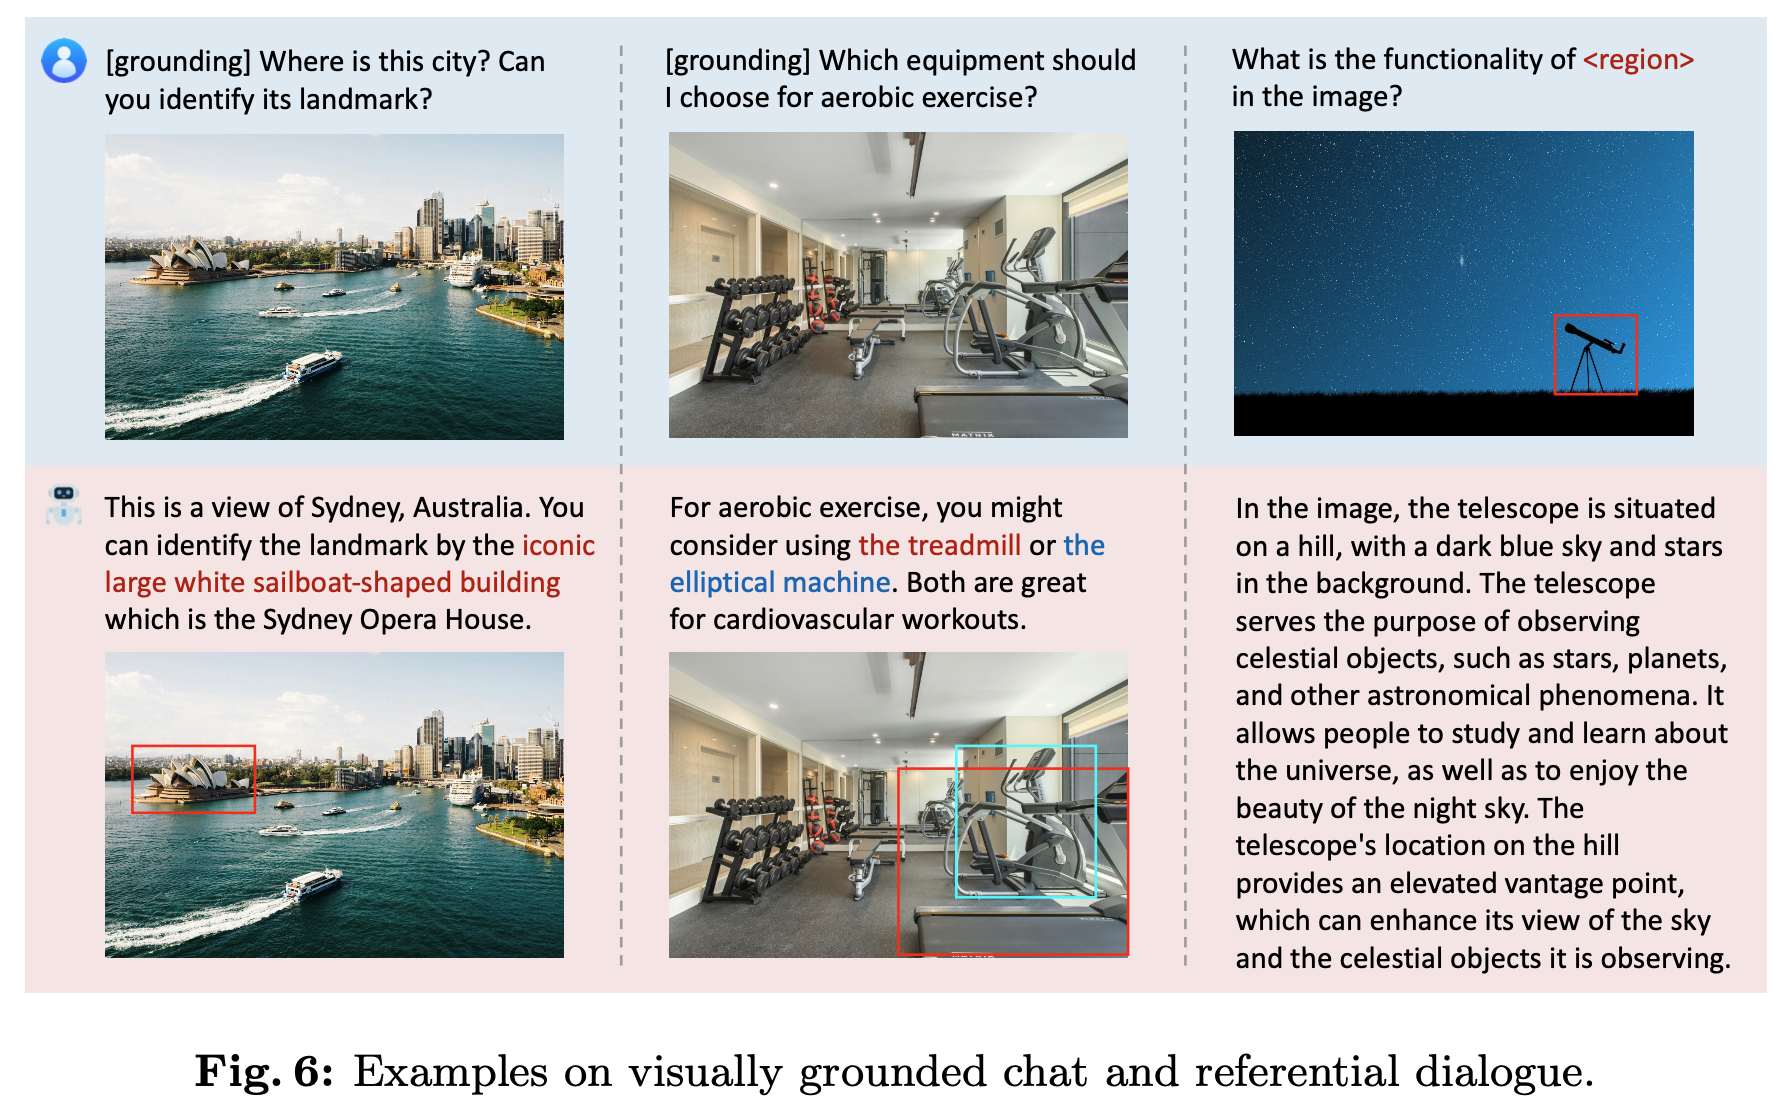 [grounding] Where is this city? Can
you identify its landmark?
[grounding] Which equipment should
I choose for aerobic exercise?
What is the functionality of <region>
in the image?
MATRIX
This is a view of Sydney, Australia. You
can identify the landmark by the iconic
large white sailboat-shaped building
which is the Sydney Opera House.
For aerobic exercise, you might
consider using the treadmill or the
elliptical machine. Both are great
for cardiovascular workouts.
In the image, the telescope is situated
on a hill, with a dark blue sky and stars
in the background. The telescope
serves the purpose of observing
celestial objects, such as stars, planets,
and other astronomical phenomena. It
allows people to study and learn about
the universe, as well as to enjoy the
beauty of the night sky. The
telescope's location on the hill
provides an elevated vantage point,
which can enhance its view of the sky
and the celestial objects it is observing.
Fig. 6: Examples on visually grounded chat and referential dialogue.